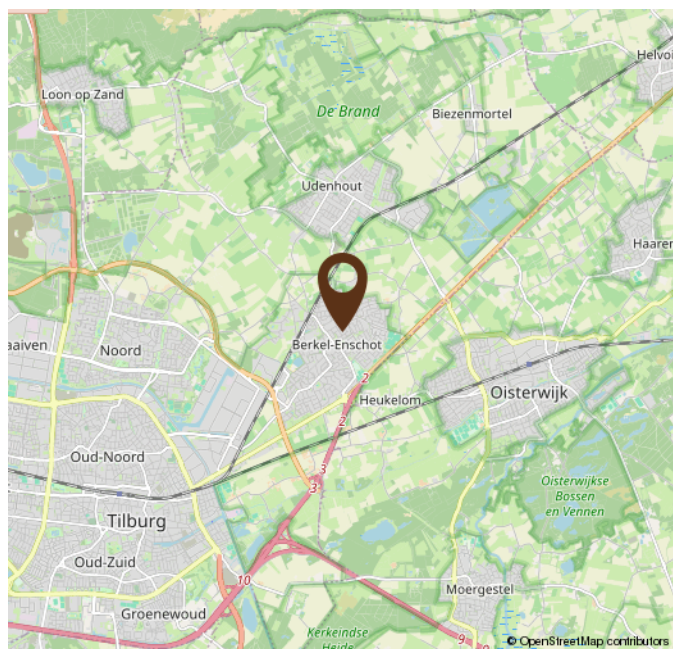 Helvoi
Loon op Zand
De Brand
Biezenmortel
Udenhout
Haaren
Berkel-Enschot
Noord
aaiven
2
Heukelom
2
Oisterwijk
Oud-Noord
3
3
Oisterwijkse
Bossen
en Vennen
Tilburg
Oud-Zuid
10
Moergestel
Groenewoud
Kerkeindse
Heide
9
© OpenStreetMap contributors